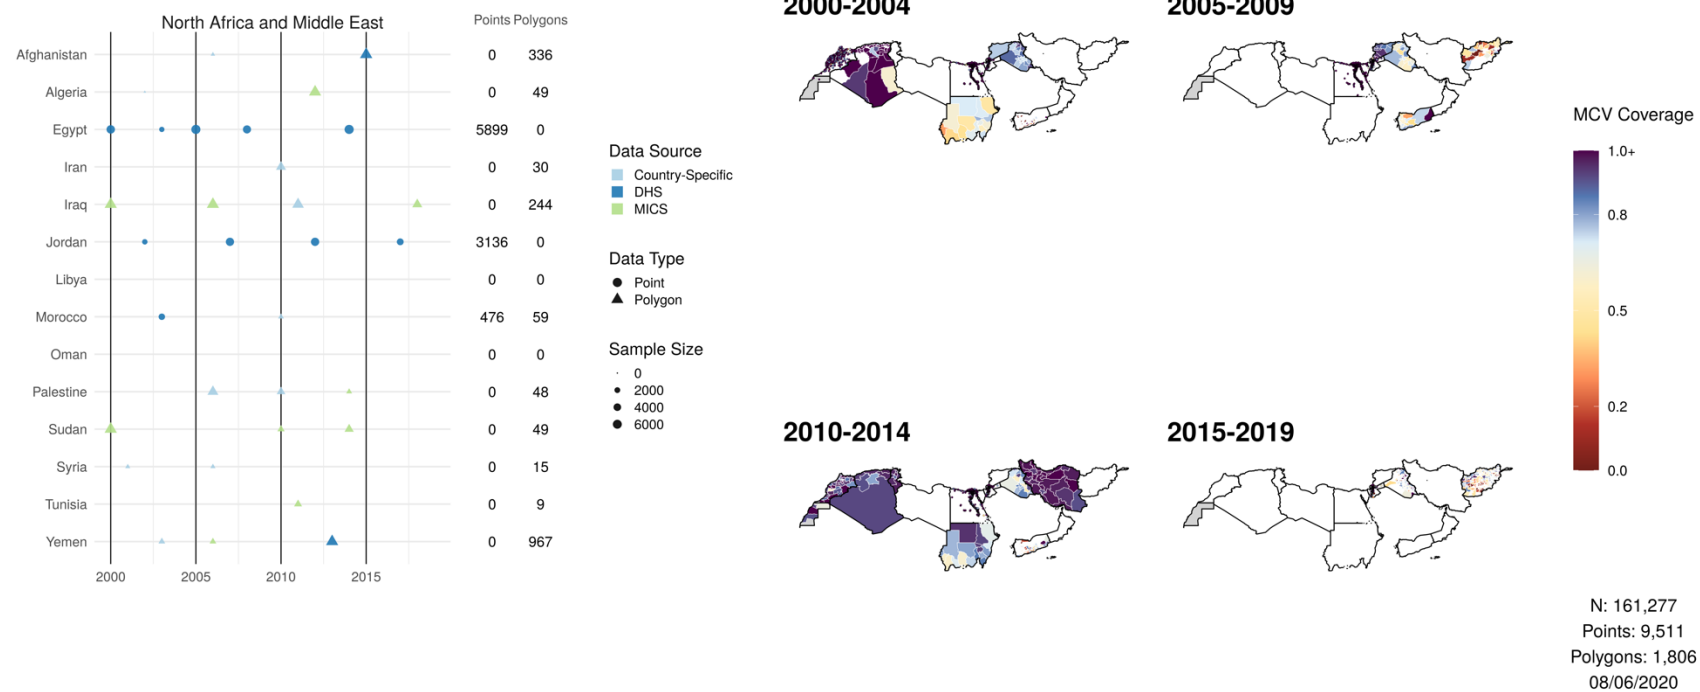 North Africa and Middle East
Points Polygons
Afghanistan 0 336
Algeria 0 49
Egypt 5899 0
Iran 0 30
Iraq 0 244
Jordan 3136 0
Libya 0 0
Morocco 476 59
Oman 0 0
Palestine 0 48
Sudan 0 49
Syria 0 15
Tunisia 0 9
Yemen 0 967
2000 2005 2010 2015
Data Source
Country-Specific
DHS
MICS
Data Type
Point
Polygon
Sample Size
0
2000
4000
6000
2000-2004
2005-2009
2010-2014
2015-2019
MCV Coverage
1.0+
0.8
0.5
0.2
0.0
N: 161,277
Points: 9,511
Polygons: 1,806
08/06/2020